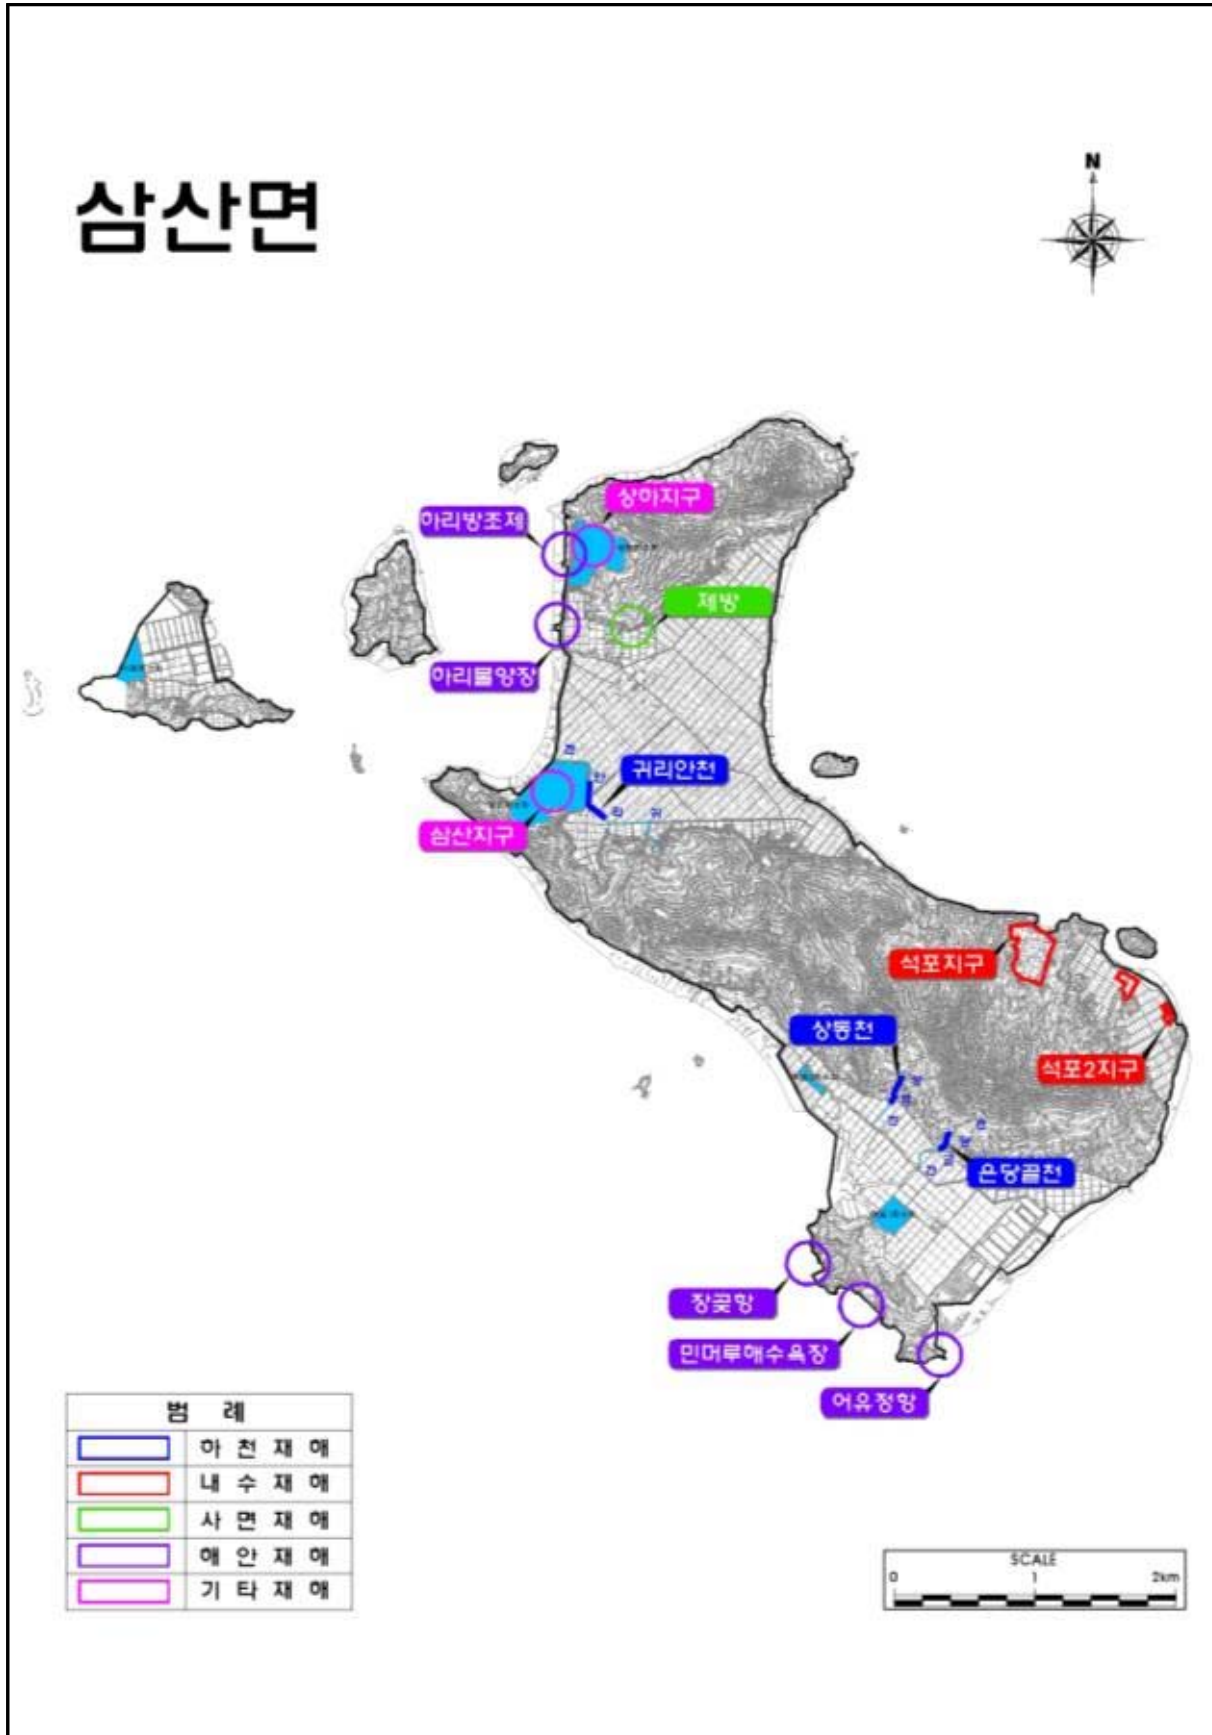 삼산면
N
상하지구
하리방조제
제방
하리물양장
귀리안천
삼산지구
석포지구
상동천
석포2지구
은당골천
장곶항
민머루해수욕장
어유정항
범 례
하 천 재 해
내 수 재 해
사 면 재 해
해 안 재 해
기 타 재 해
SCALE
0 1 2km